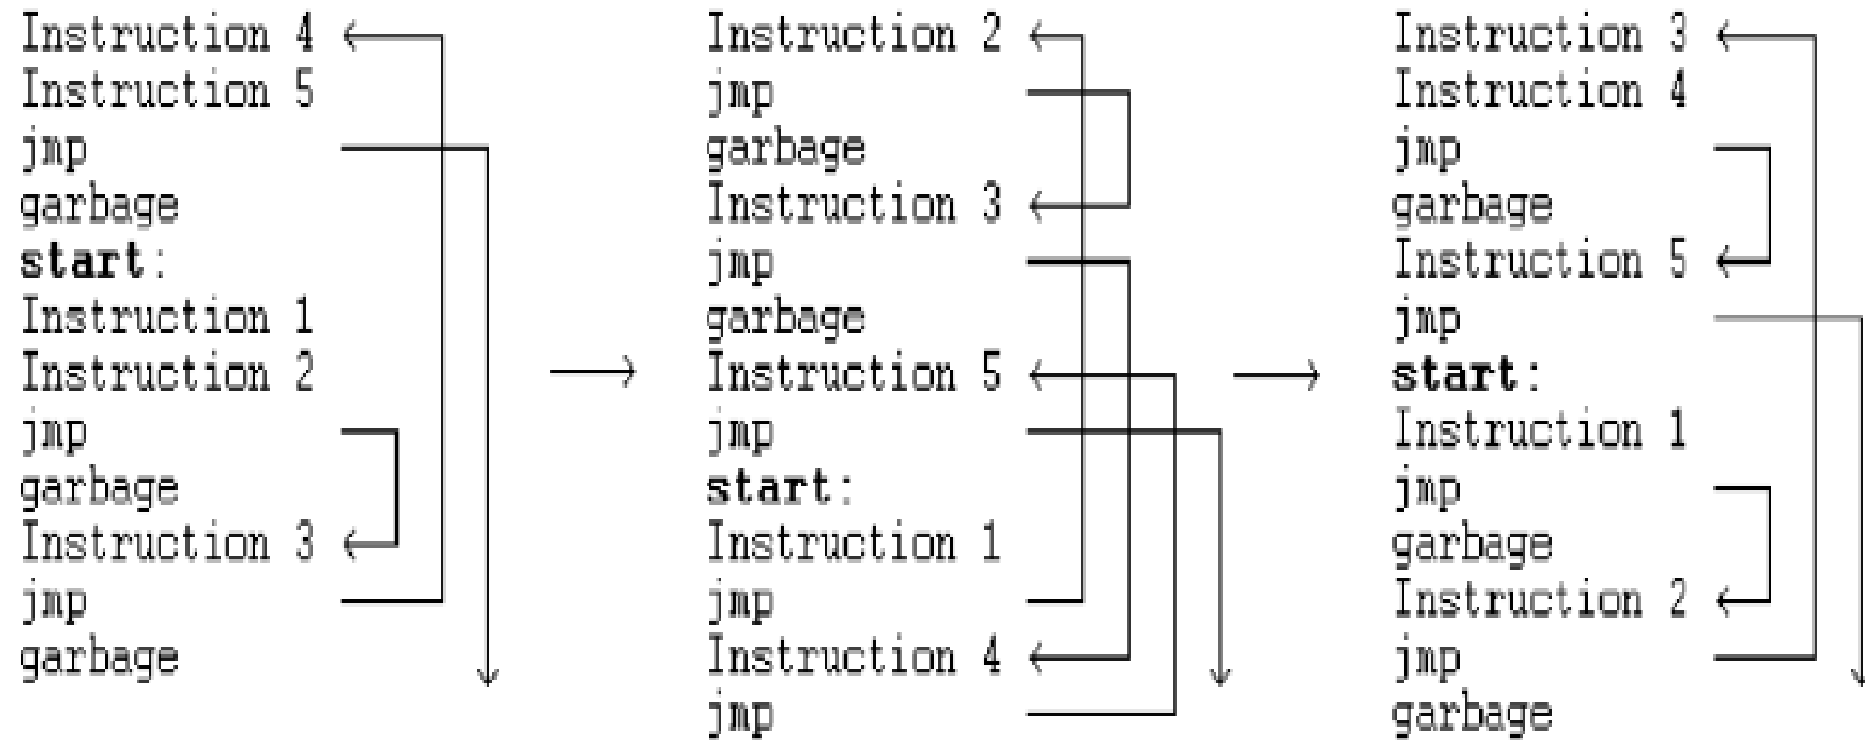 Instruction 4
Instruction 5
jmp
garbage
start:
Instruction 1
Instruction 2
jmp
garbage
Instruction 3
jmp
garbage
Instruction 2
jmp
garbage
Instruction 3
jmp
garbage
Instruction 5
jmp
start:
Instruction 1
jmp
Instruction 4
jmp
Instruction 3
Instruction 4
jmp
garbage
Instruction 5
jmp
start:
Instruction 1
jmp
garbage
Instruction 2
jmp
garbage